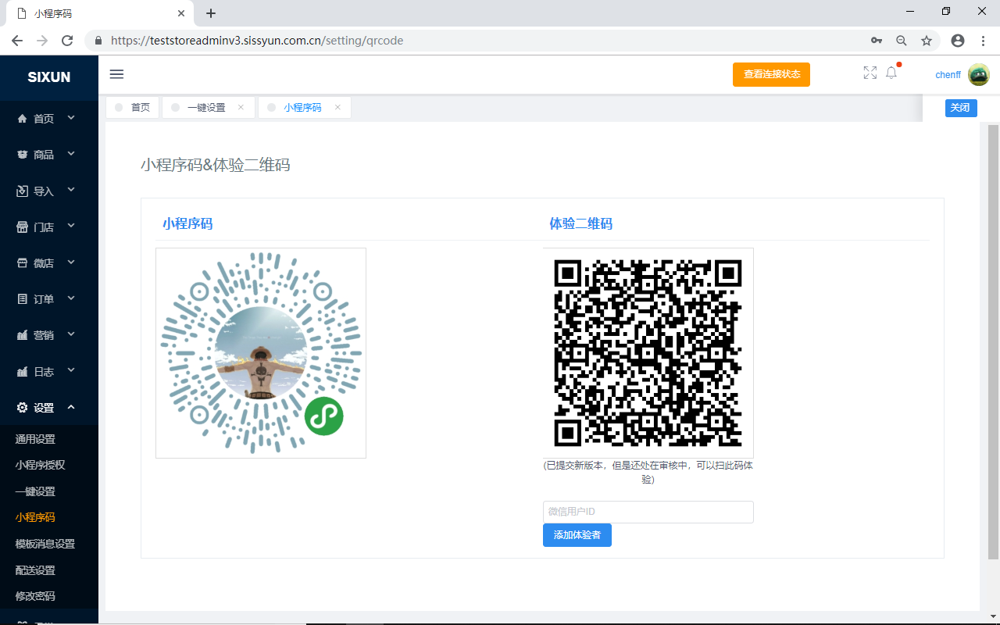 小程序码
https://teststoreadminv3.sissyun.com.cn/setting/qrcode
SIXUN
查看连接状态
chenff
首页
一键设置
小程序码
关闭
首页
商品
导入
门店
微店
订单
营销
日志
设置
通用设置
小程序授权
一键设置
小程序码
模板消息设置
配送设置
修改密码
小程序码&体验二维码
小程序码
体验二维码
(已提交新版本，但是还处在审核中，可以扫此码体
验)
微信用户ID
添加体验者